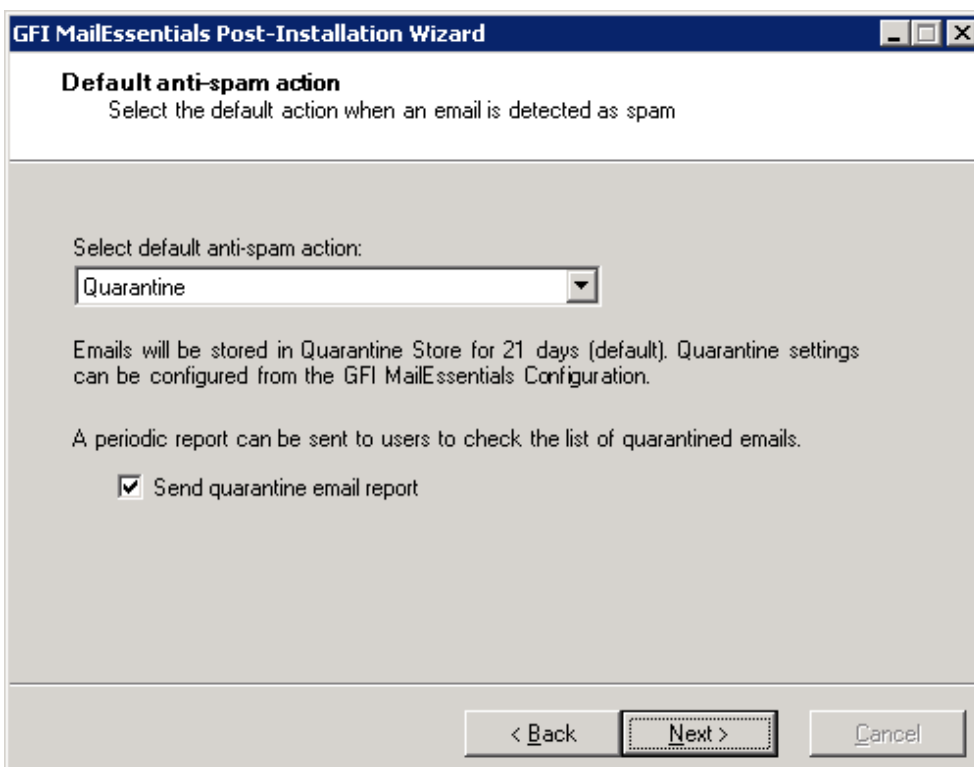 GFI MailEssentials Post-Installation Wizard
Default anti-spam action
Select the default action when an email is detected as spam
Select default anti-spam action:
Quarantine
Emails will be stored in Quarantine Store for 21 days (default). Quarantine settings
can be configured from the GFI MailEssentials Configuration.
A periodic report can be sent to users to check the list of quarantined emails.
Send quarantine email report
< Back
Next >
Cancel